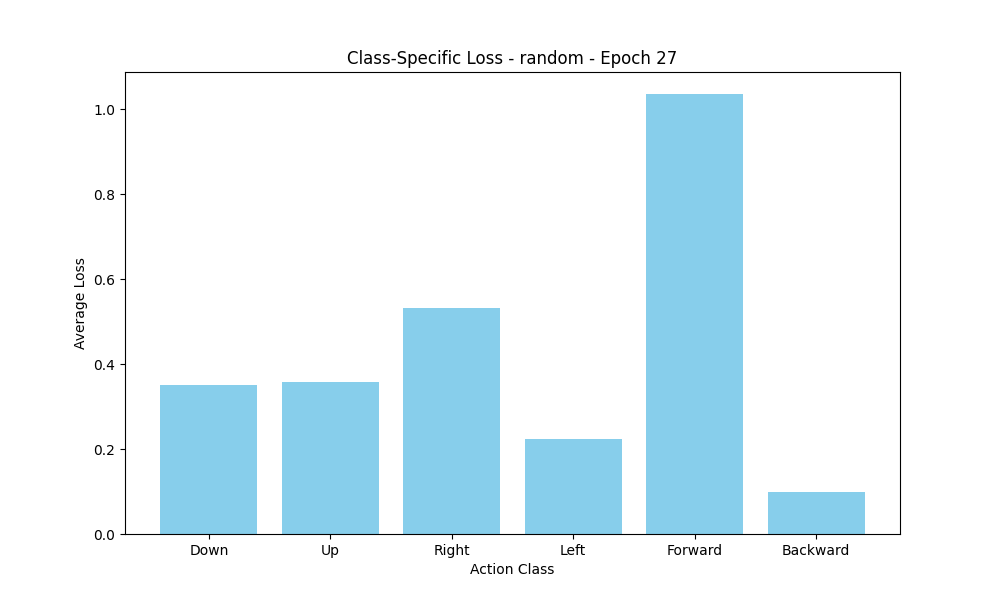 Class-Specific Loss - random - Epoch 27
Average Loss
1.0
0.8
0.6
0.4
0.2
0.0
Down Up Right Left Forward Backward
Action Class